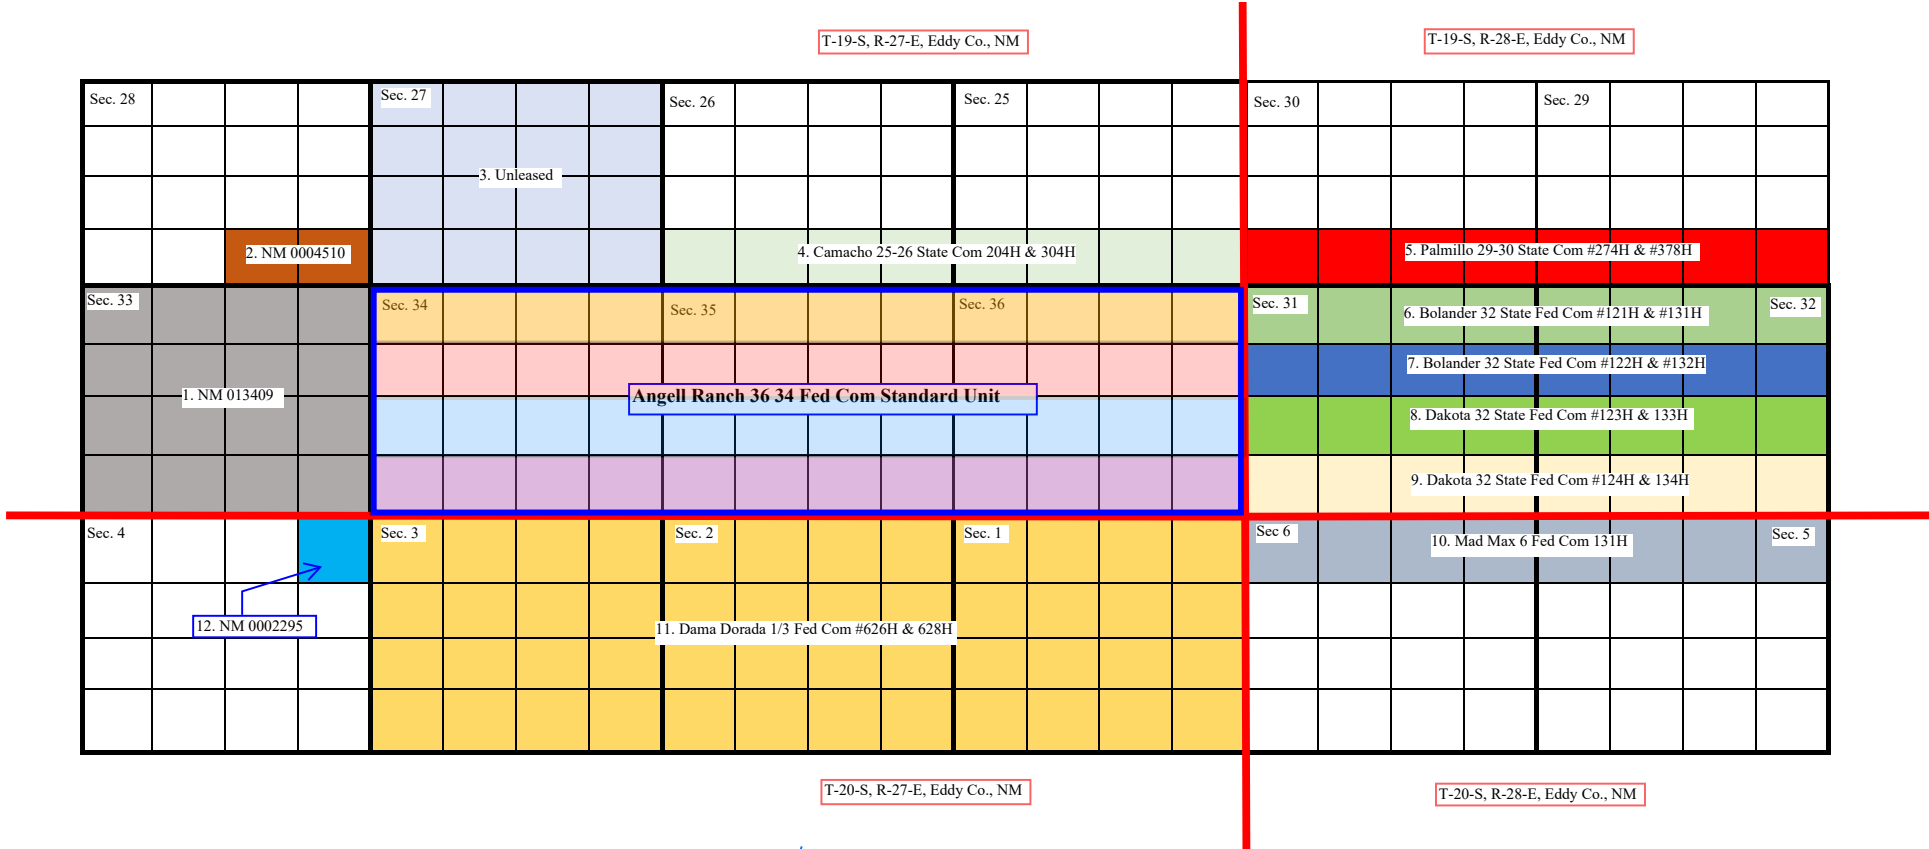 T-19-S, R-27-E, Eddy Co., NM
T-19-S, R-28-E, Eddy Co., NM
Sec. 28
Sec. 27
Sec. 26
Sec. 25
Sec. 30
Sec. 29
3. Unleased
2. NM 0004510
4. Camacho 25-26 State Com 204H & 304H
5. Palmillo 29-30 State Com #274H & #378H
Sec. 33
Sec. 34
Sec. 35
Sec. 36
Sec. 31
Sec. 32
6. Bolander 32 State Fed Com #121H & #131H
7. Bolander 32 State Fed Com #122H & #132H
1. NM 013409
Angell Ranch 36 34 Fed Com Standard Unit
8. Dakota 32 State Fed Com #123H & 133H
9. Dakota 32 State Fed Com #124H & 134H
Sec. 4
Sec. 3
Sec. 2
Sec. 1
Sec 6
10. Mad Max 6 Fed Com 131H
Sec. 5
12. NM 0002295
11. Dama Dorada 1/3 Fed Com #626H & 628H
T-20-S, R-27-E, Eddy Co., NM
T-20-S, R-28-E, Eddy Co., NM